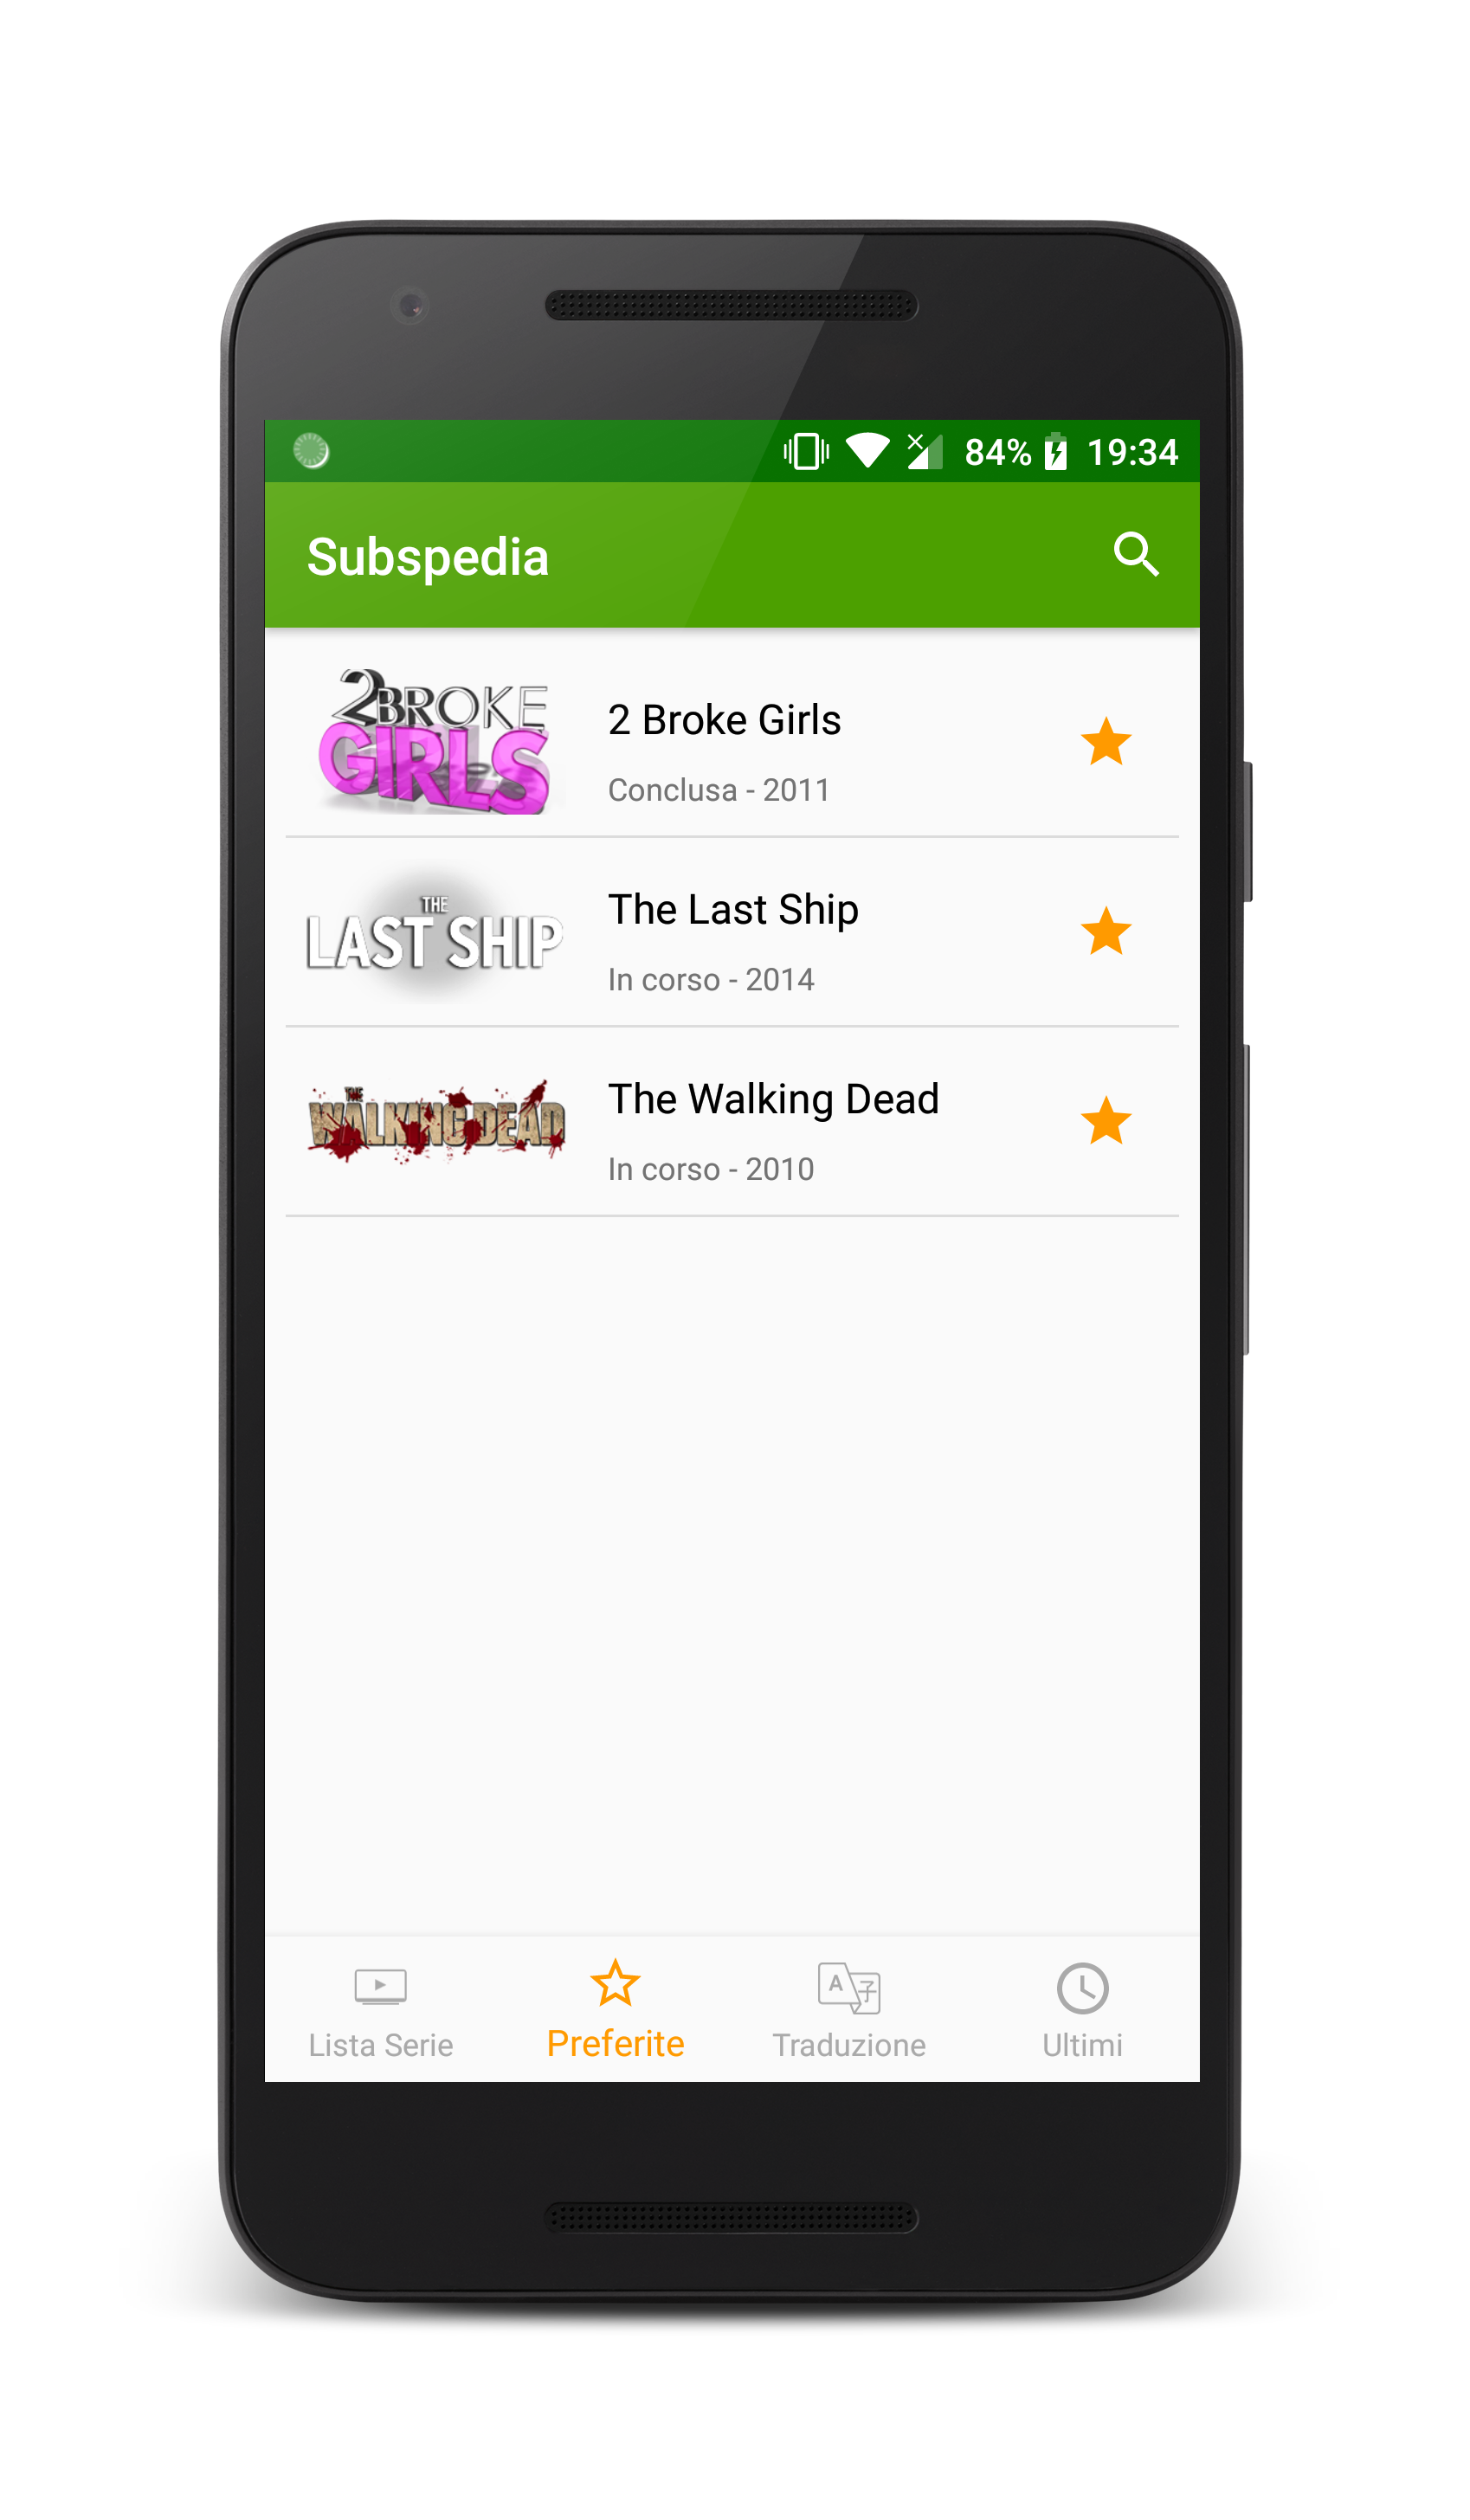 84% 19:34
Subspedia
2 BROKE
GIRLS
2 Broke Girls
Conclusa - 2011
THE
LAST SHIP
The Last Ship
In corso - 2014
THE
WALKING DEAD
The Walking Dead
In corso - 2010
A 子
Lista Serie Preferite Traduzione Ultimi